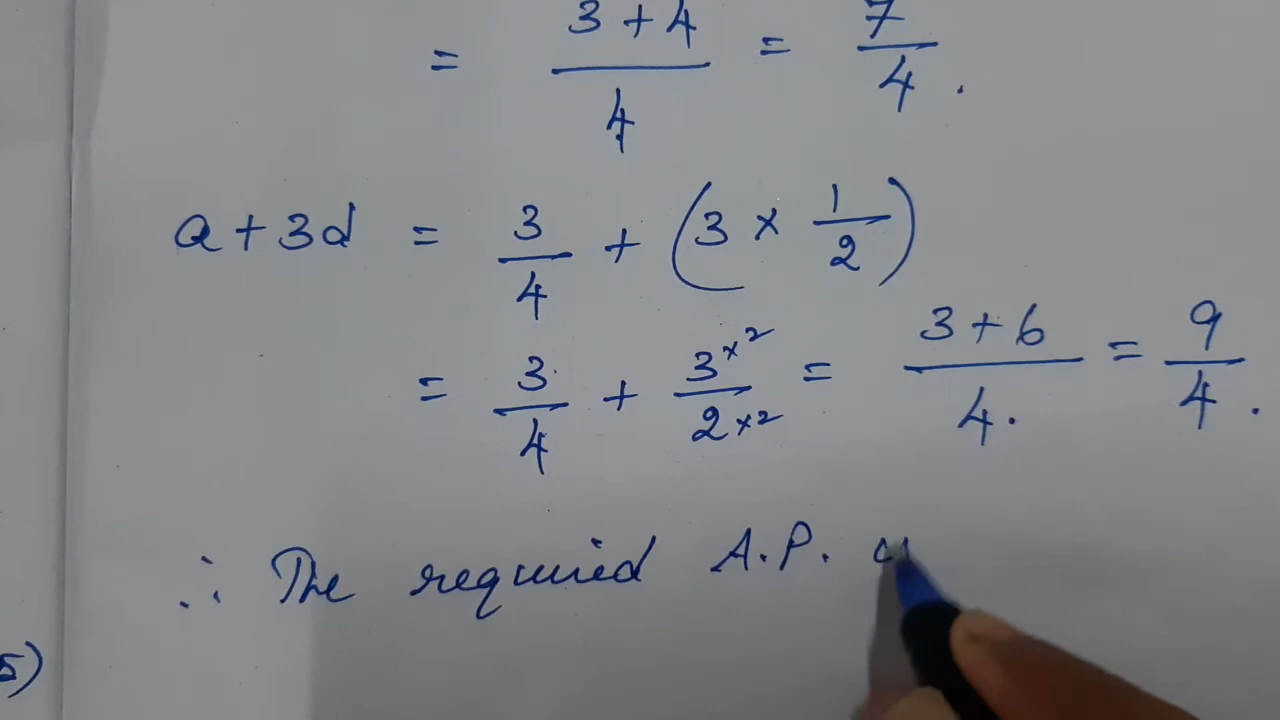 = 3 + 4 / 4 = 7 / 4 .
a + 3d = 3/4 + (3 × 1/2)
= 3/4 + 3×2 / 2×2 = 3 + 6 / 4. = 9/4 .
∴ The required A.P.
5)